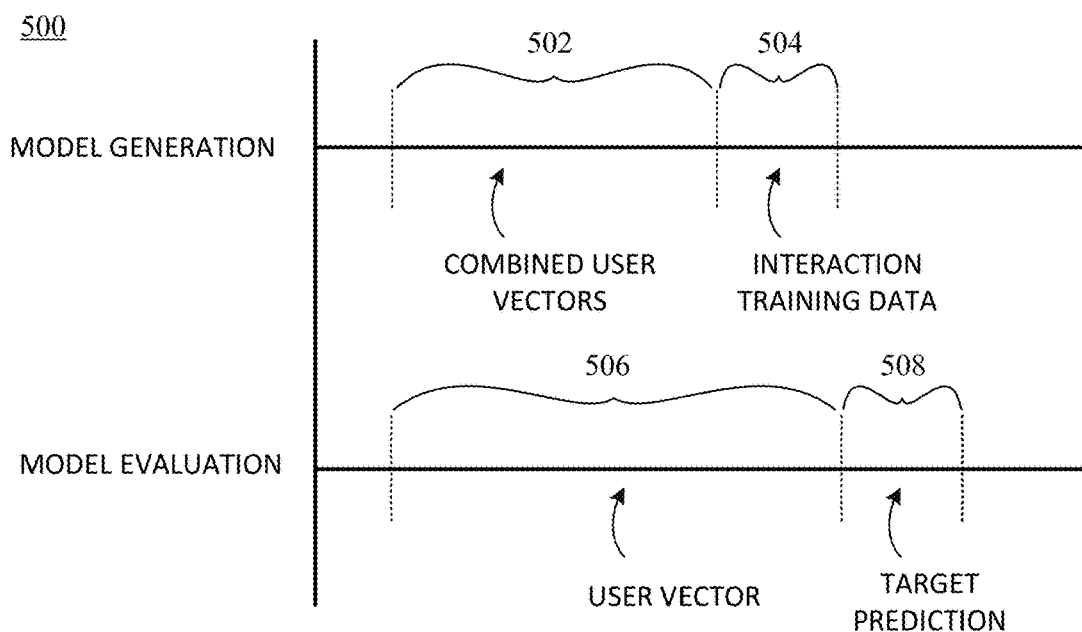 500
502
504
MODEL GENERATION
COMBINED USER
VECTORS
INTERACTION
TRAINING DATA
506
508
MODEL EVALUATION
USER VECTOR
TARGET
PREDICTION